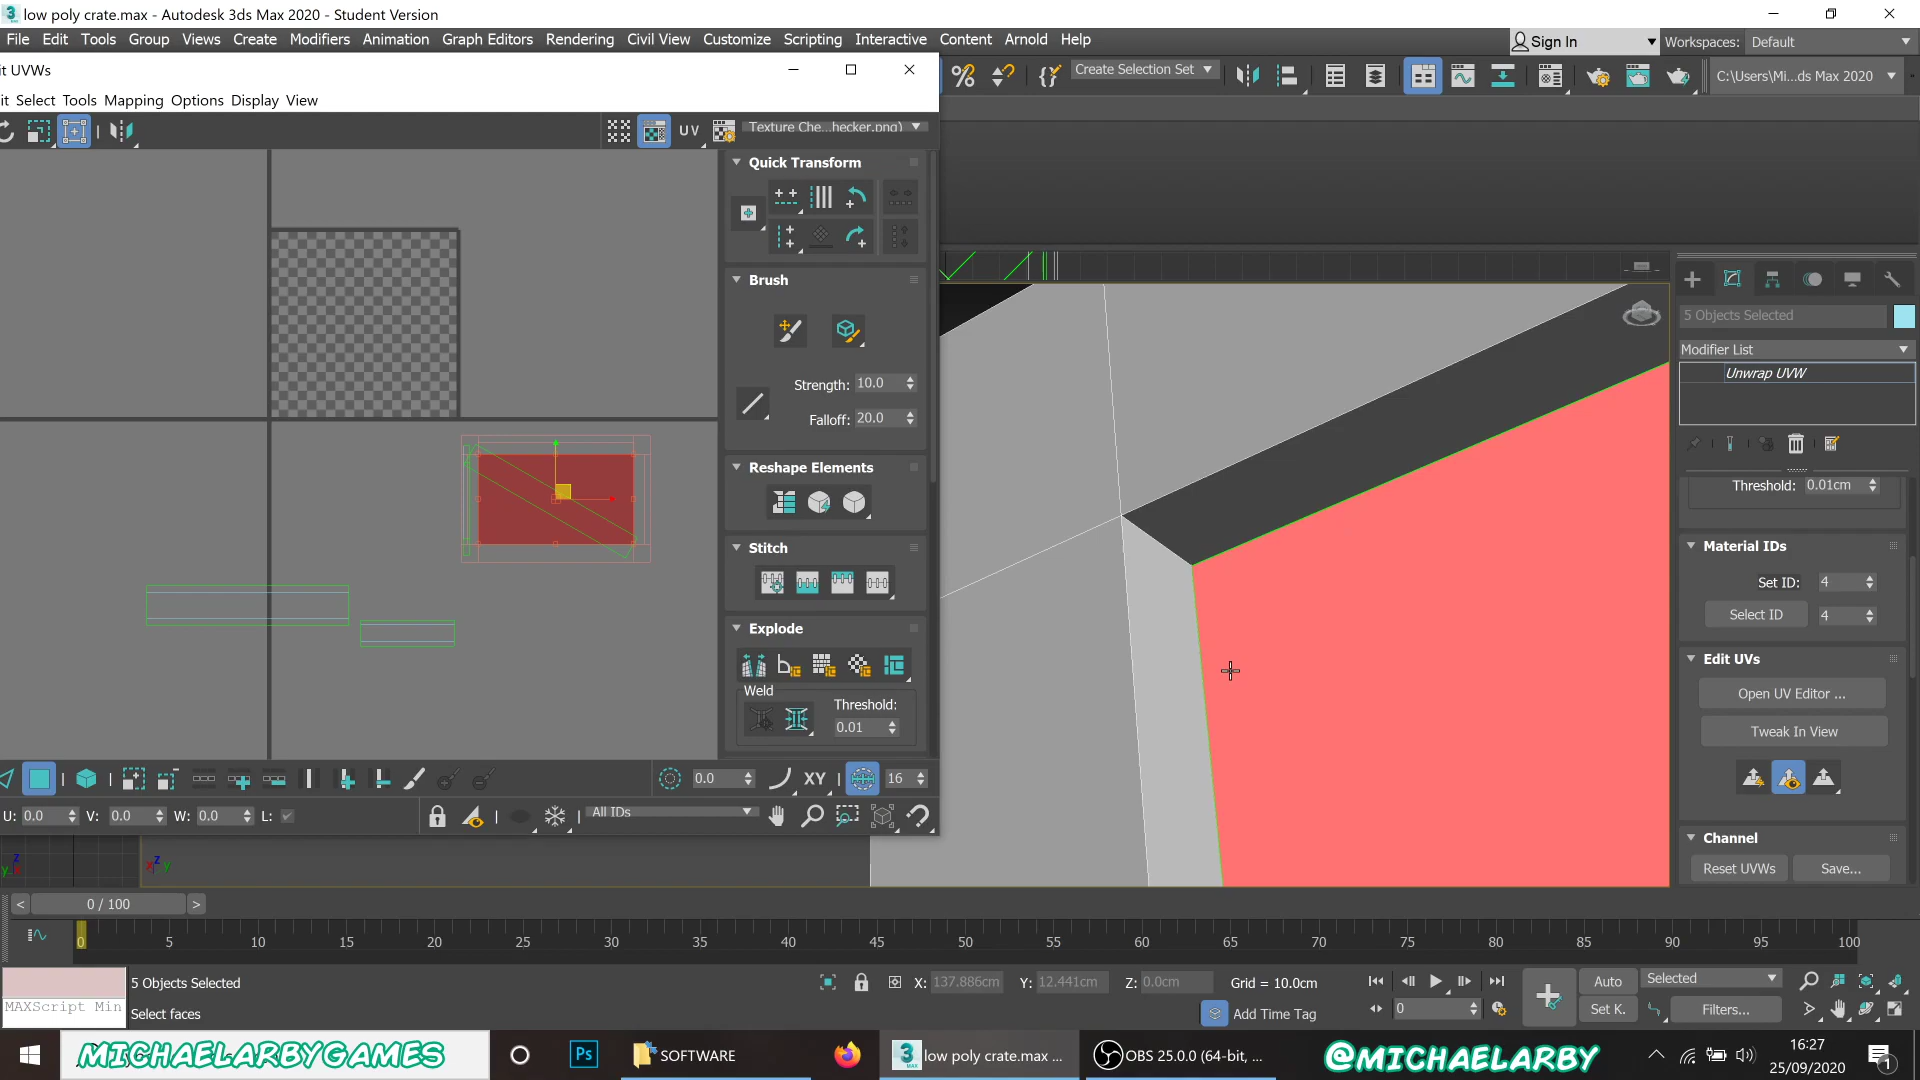 low poly crate.max - Autodesk 3ds Max 2020 - Student Version
File Edit Tools Group Views Create Modifiers Animation Graph Editors Rendering Civil View Customize Scripting Interactive Content Arnold Help
Sign In Workspaces: Default
it UVWs
Create Selection Set
C:\Users\Mi...ds Max 2020
it Select Tools Mapping Options Display View
UV Texture Che...hecker.png)
Quick Transform
Brush
5 Objects Selected
Modifier List
Unwrap UVW
Strength: 10.0
Falloff: 20.0
Reshape Elements
Threshold: 0.01cm
Stitch
Material IDs
Set ID: 4
Select ID 4
Explode
Edit UVs
Weld
Threshold:
0.01
Open UV Editor ...
Tweak In View
0.0 XY 16
U: 0.0 V: 0.0 W: 0.0 L: All IDs
Channel
Reset UVWs Save...
z y
x z y
< 0 / 100 >
0 5 10 15 20 25 30 35 40 45 50 55 60 65 70 75 80 85 90 95 100
5 Objects Selected
X: 137.886cm Y: 12.441cm Z: 0.0cm Grid = 10.0cm
Auto Selected
MAXScript Min
Select faces
Add Time Tag
0
Set K. Filters...
MICHAELARBYGAMES
Ps
SOFTWARE
3 MAX
low poly crate.max ...
OBS 25.0.0 (64-bit, ...
@MICHAELARBY
16:27
25/09/2020
1